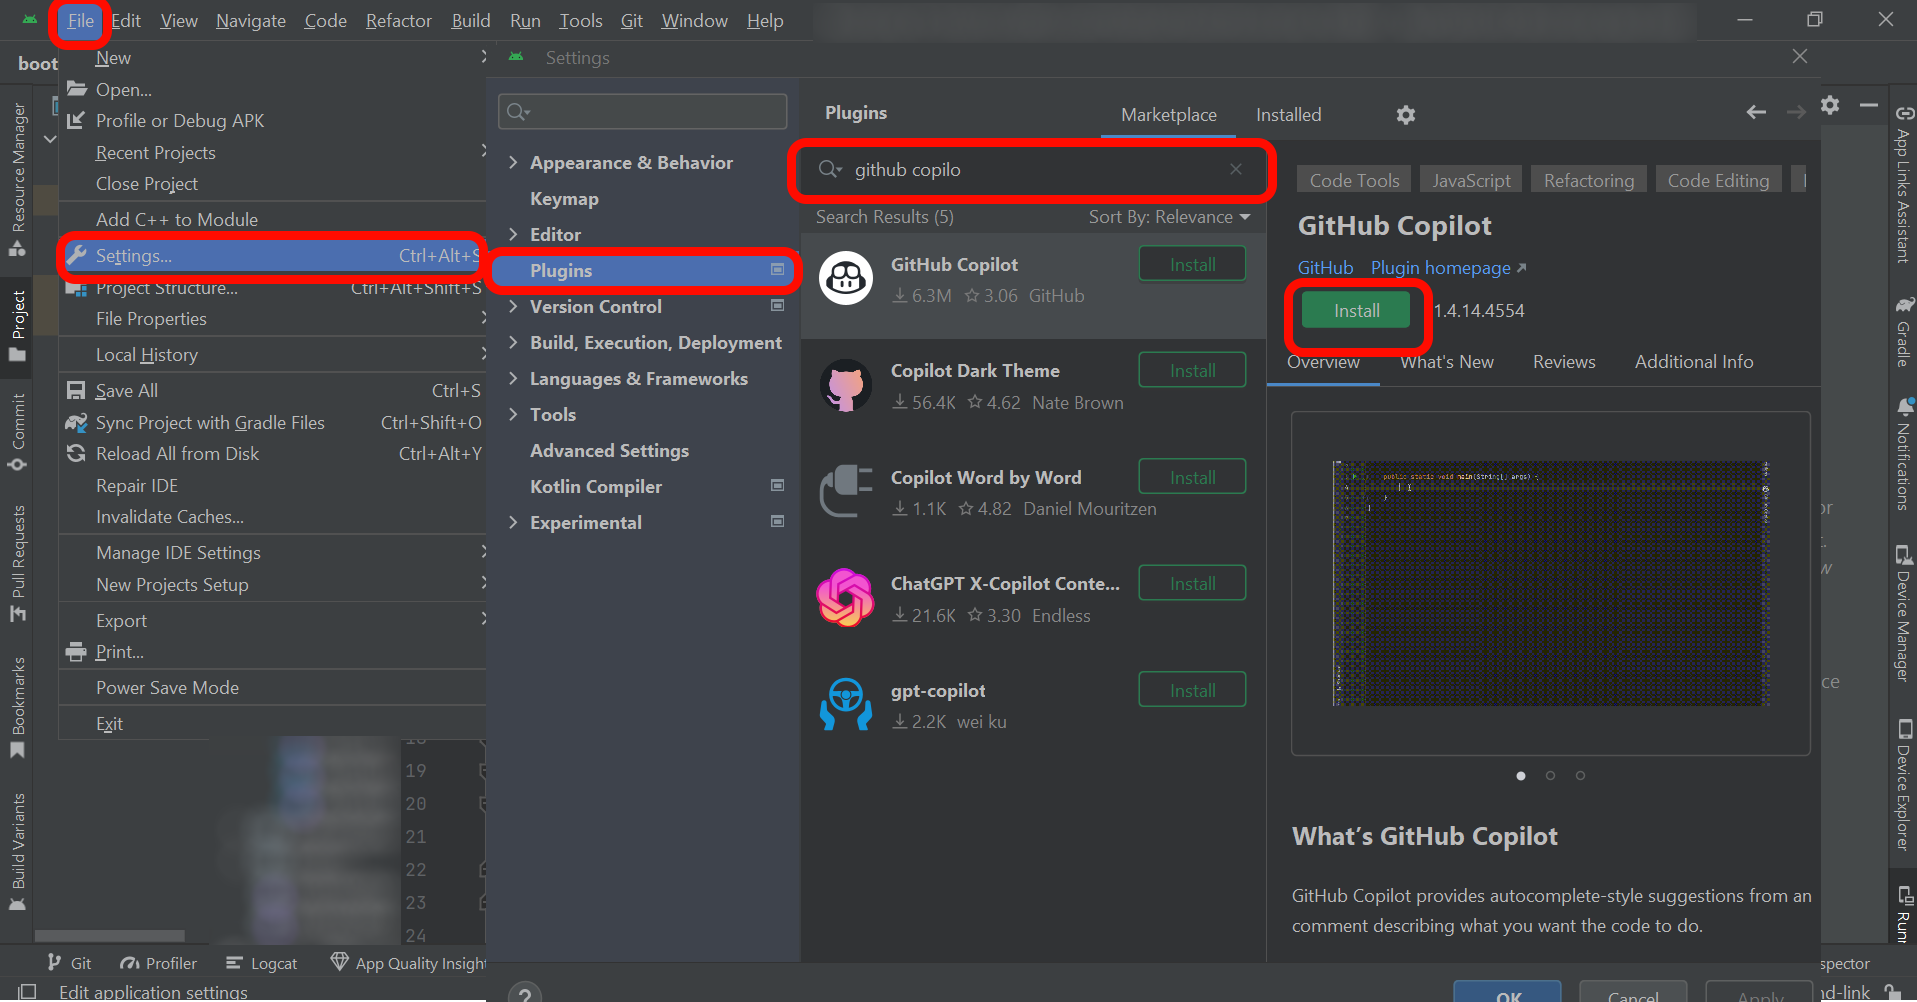 File Edit View Navigate Code Refactor Build Run Tools Git Window Help
boot
Resource Manager
Project
Commit
Pull Requests
Bookmarks
Build Variants
New
Open...
Profile or Debug APK
Recent Projects
Close Project
Add C++ to Module
Settings... Ctrl+Alt+S
Project Structure... Ctrl+Alt+Shift+S
File Properties
Local History
Save All Ctrl+S
Sync Project with Gradle Files Ctrl+Shift+O
Reload All from Disk Ctrl+Alt+Y
Repair IDE
Invalidate Caches...
Manage IDE Settings
New Projects Setup
Export
Print...
Power Save Mode
Exit
19
20
21
22
23
24
Settings
Appearance & Behavior
Keymap
Editor
Plugins
Version Control
Build, Execution, Deployment
Languages & Frameworks
Tools
Advanced Settings
Kotlin Compiler
Experimental
Plugins Marketplace Installed
github copilo
Search Results (5) Sort By: Relevance
GitHub Copilot Install
6.3M 3.06 GitHub
Copilot Dark Theme Install
56.4K 4.62 Nate Brown
Copilot Word by Word Install
1.1K 4.82 Daniel Mouritzen
ChatGPT X-Copilot Conte... Install
21.6K 3.30 Endless
gpt-copilot Install
2.2K wei ku
Code Tools JavaScript Refactoring Code Editing
GitHub Copilot
GitHub Plugin homepage
Install 1.4.14.4554
Overview What's New Reviews Additional Info
public static void main(String[] args) {
}
}
What's GitHub Copilot
GitHub Copilot provides autocomplete-style suggestions from an
comment describing what you want the code to do.
? OK Cancel Apply
App Links Assistant
Gradle
Notifications
Device Manager
Device Explorer
Runn
or
w
ce
Git Profiler Logcat App Quality Insight spector
Edit application settings nd-link